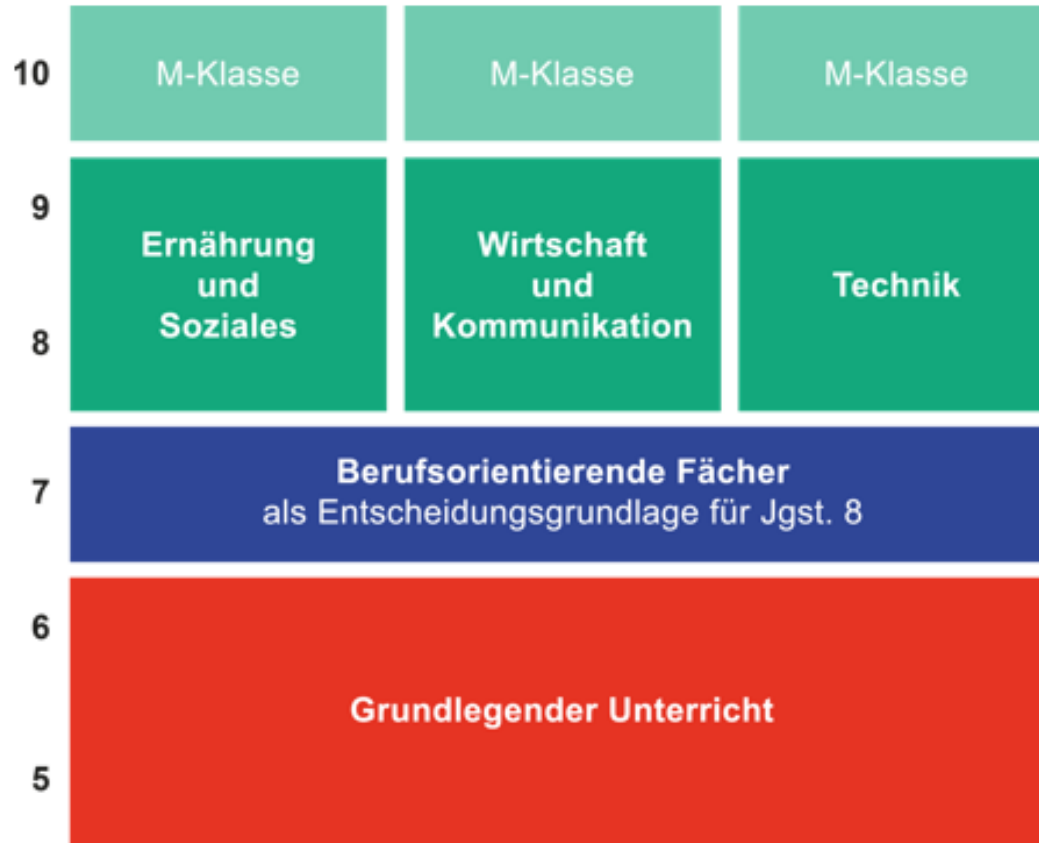 10
M-Klasse
M-Klasse
M-Klasse
9
8
Ernährung
und
Soziales
Wirtschaft
und
Kommunikation
Technik
7
Berufsorientierende Fächer
als Entscheidungsgrundlage für Jgst. 8
6
5
Grundlegender Unterricht